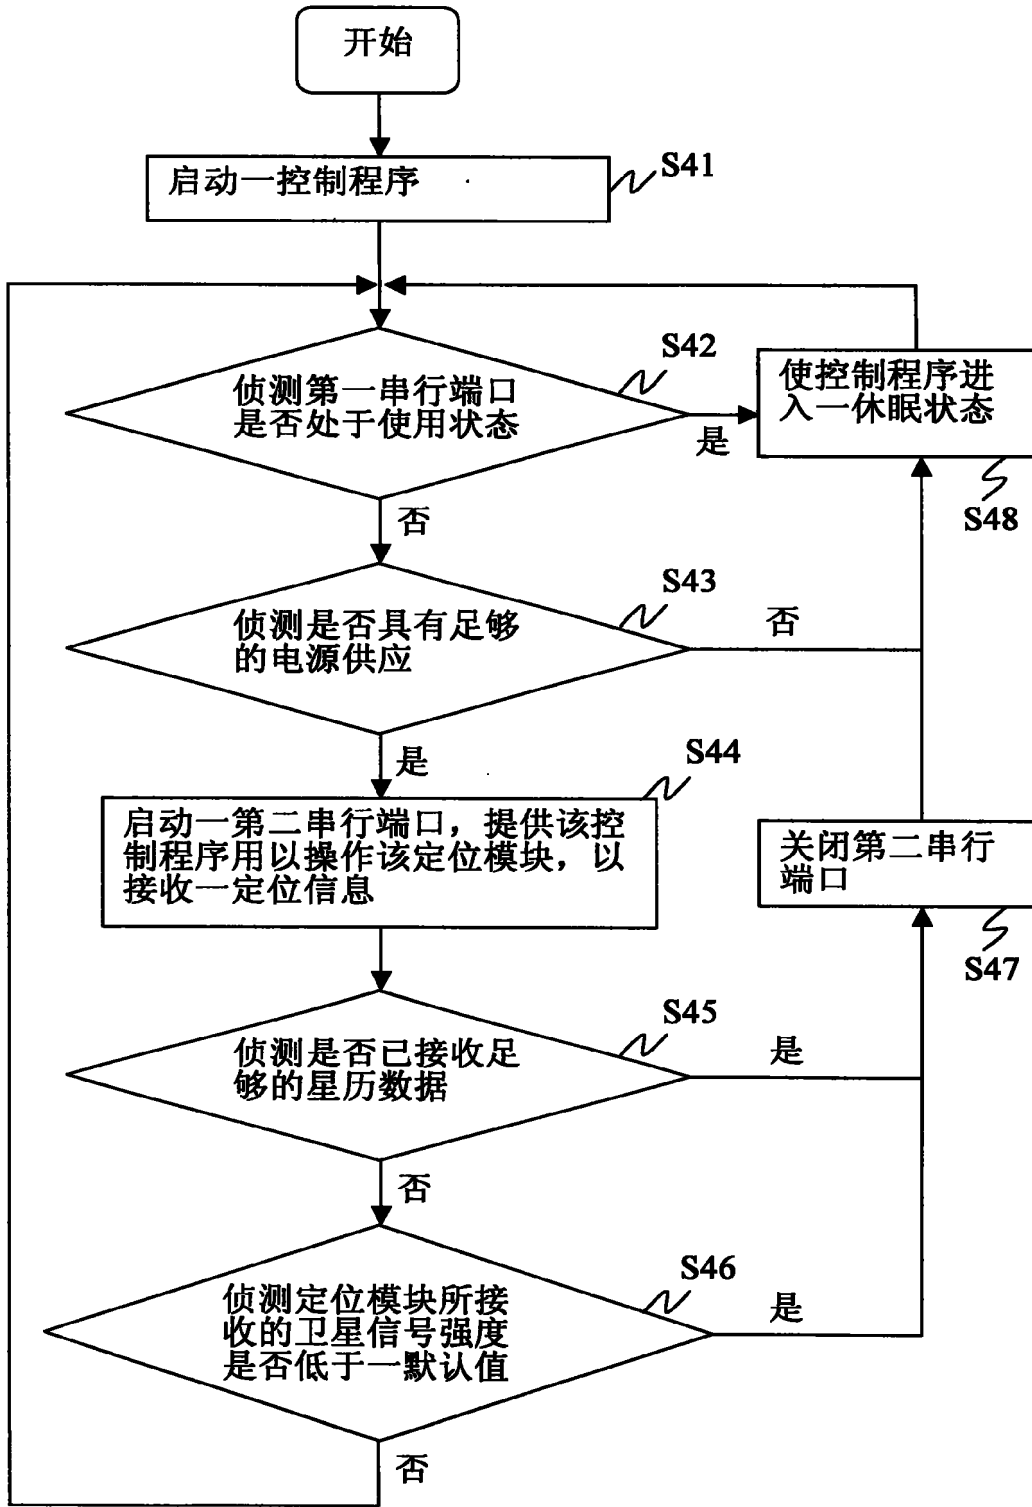 开始
启动一控制程序
S41
侦测第一串行端口
是否处于使用状态
S42
是
使控制程序进
入一休眠状态
S48
否
侦测是否具有足够
的电源供应
S43
否
是
启动一第二串行端口，提供该控
制程序用以操作该定位模块，以
接收一定位信息
S44
关闭第二串行
端口
S47
侦测是否已接收足
够的星历数据
S45
是
否
侦测定位模块所接
收的卫星信号强度
是否低于一默认值
S46
是
否